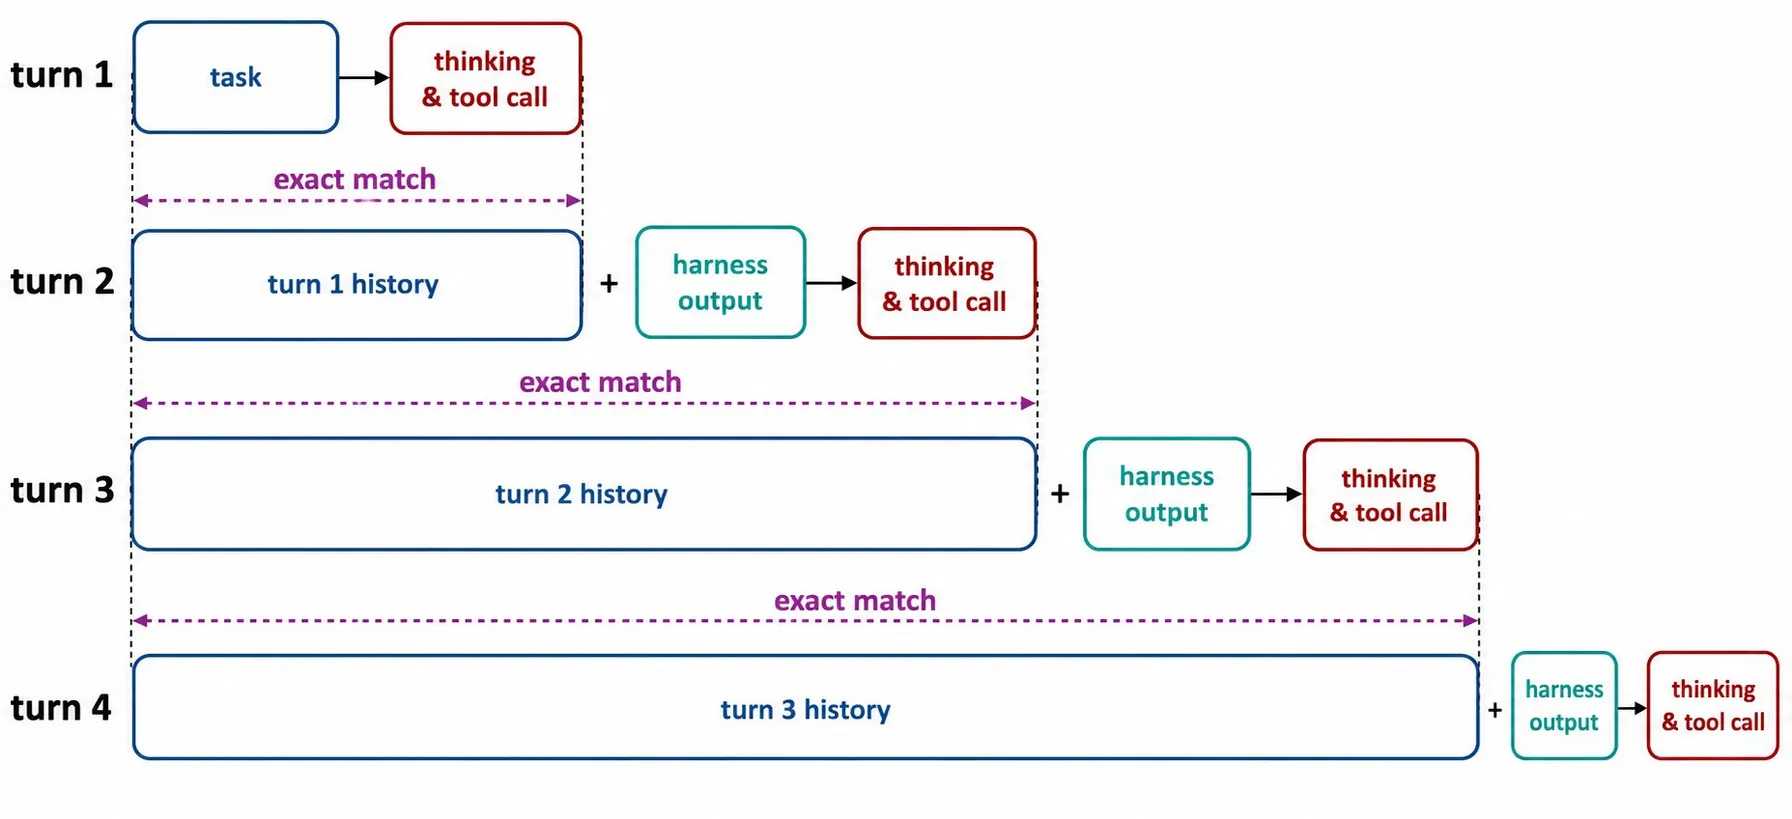 turn 1
task
thinking
& tool call
exact match
turn 2
turn 1 history
+
harness
output
thinking
& tool call
exact match
turn 3
turn 2 history
+
harness
output
thinking
& tool call
exact match
turn 4
turn 3 history
+
harness
output
thinking
& tool call